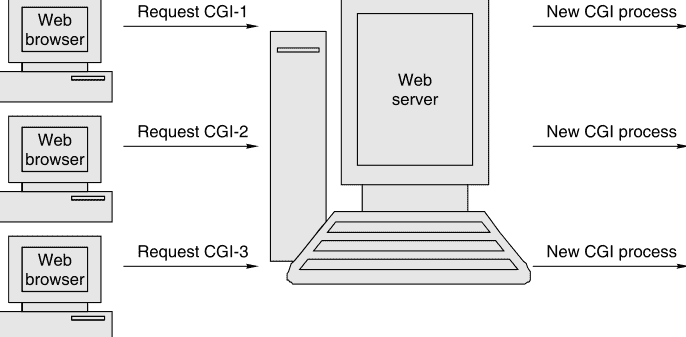 Web
browser
Request CGI-1
New CGI process
Web
server
Web
browser
Request CGI-2
New CGI process
Web
browser
Request CGI-3
New CGI process